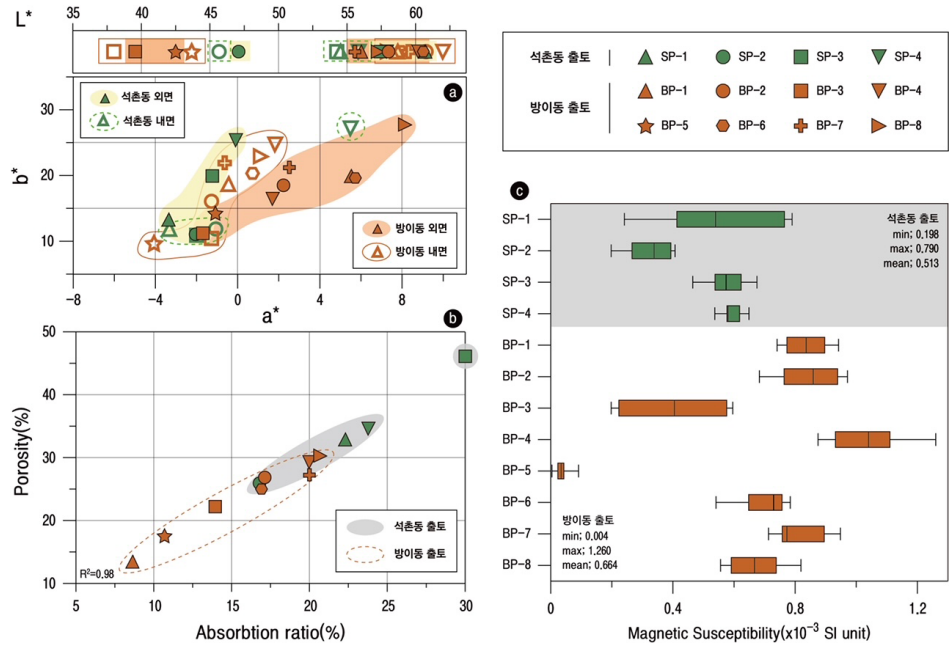 L*
35 40 45 50 55 60
a
석촌동 외면
석촌동 내면
방이동 외면
방이동 내면
b*
30
20
10
-8 -4 0 4 8
a*
석촌동 출토 SP-1 SP-2 SP-3 SP-4
방이동 출토 BP-1 BP-2 BP-3 BP-4
BP-5 BP-6 BP-7 BP-8
b
Porosity(%)
50
40
30
20
10
석촌동 출토
방이동 출토
R²=0.98
5 10 15 20 25 30
Absorbtion ratio(%)
c
SP-1
SP-2
SP-3
SP-4
BP-1
BP-2
BP-3
BP-4
BP-5
BP-6
BP-7
BP-8
석촌동 출토
min; 0.198
max; 0.790
mean; 0.513
방이동 출토
min; 0.004
max; 1.260
mean; 0.664
0 0.4 0.8 1.2
Magnetic Susceptibility(x10⁻³ SI unit)